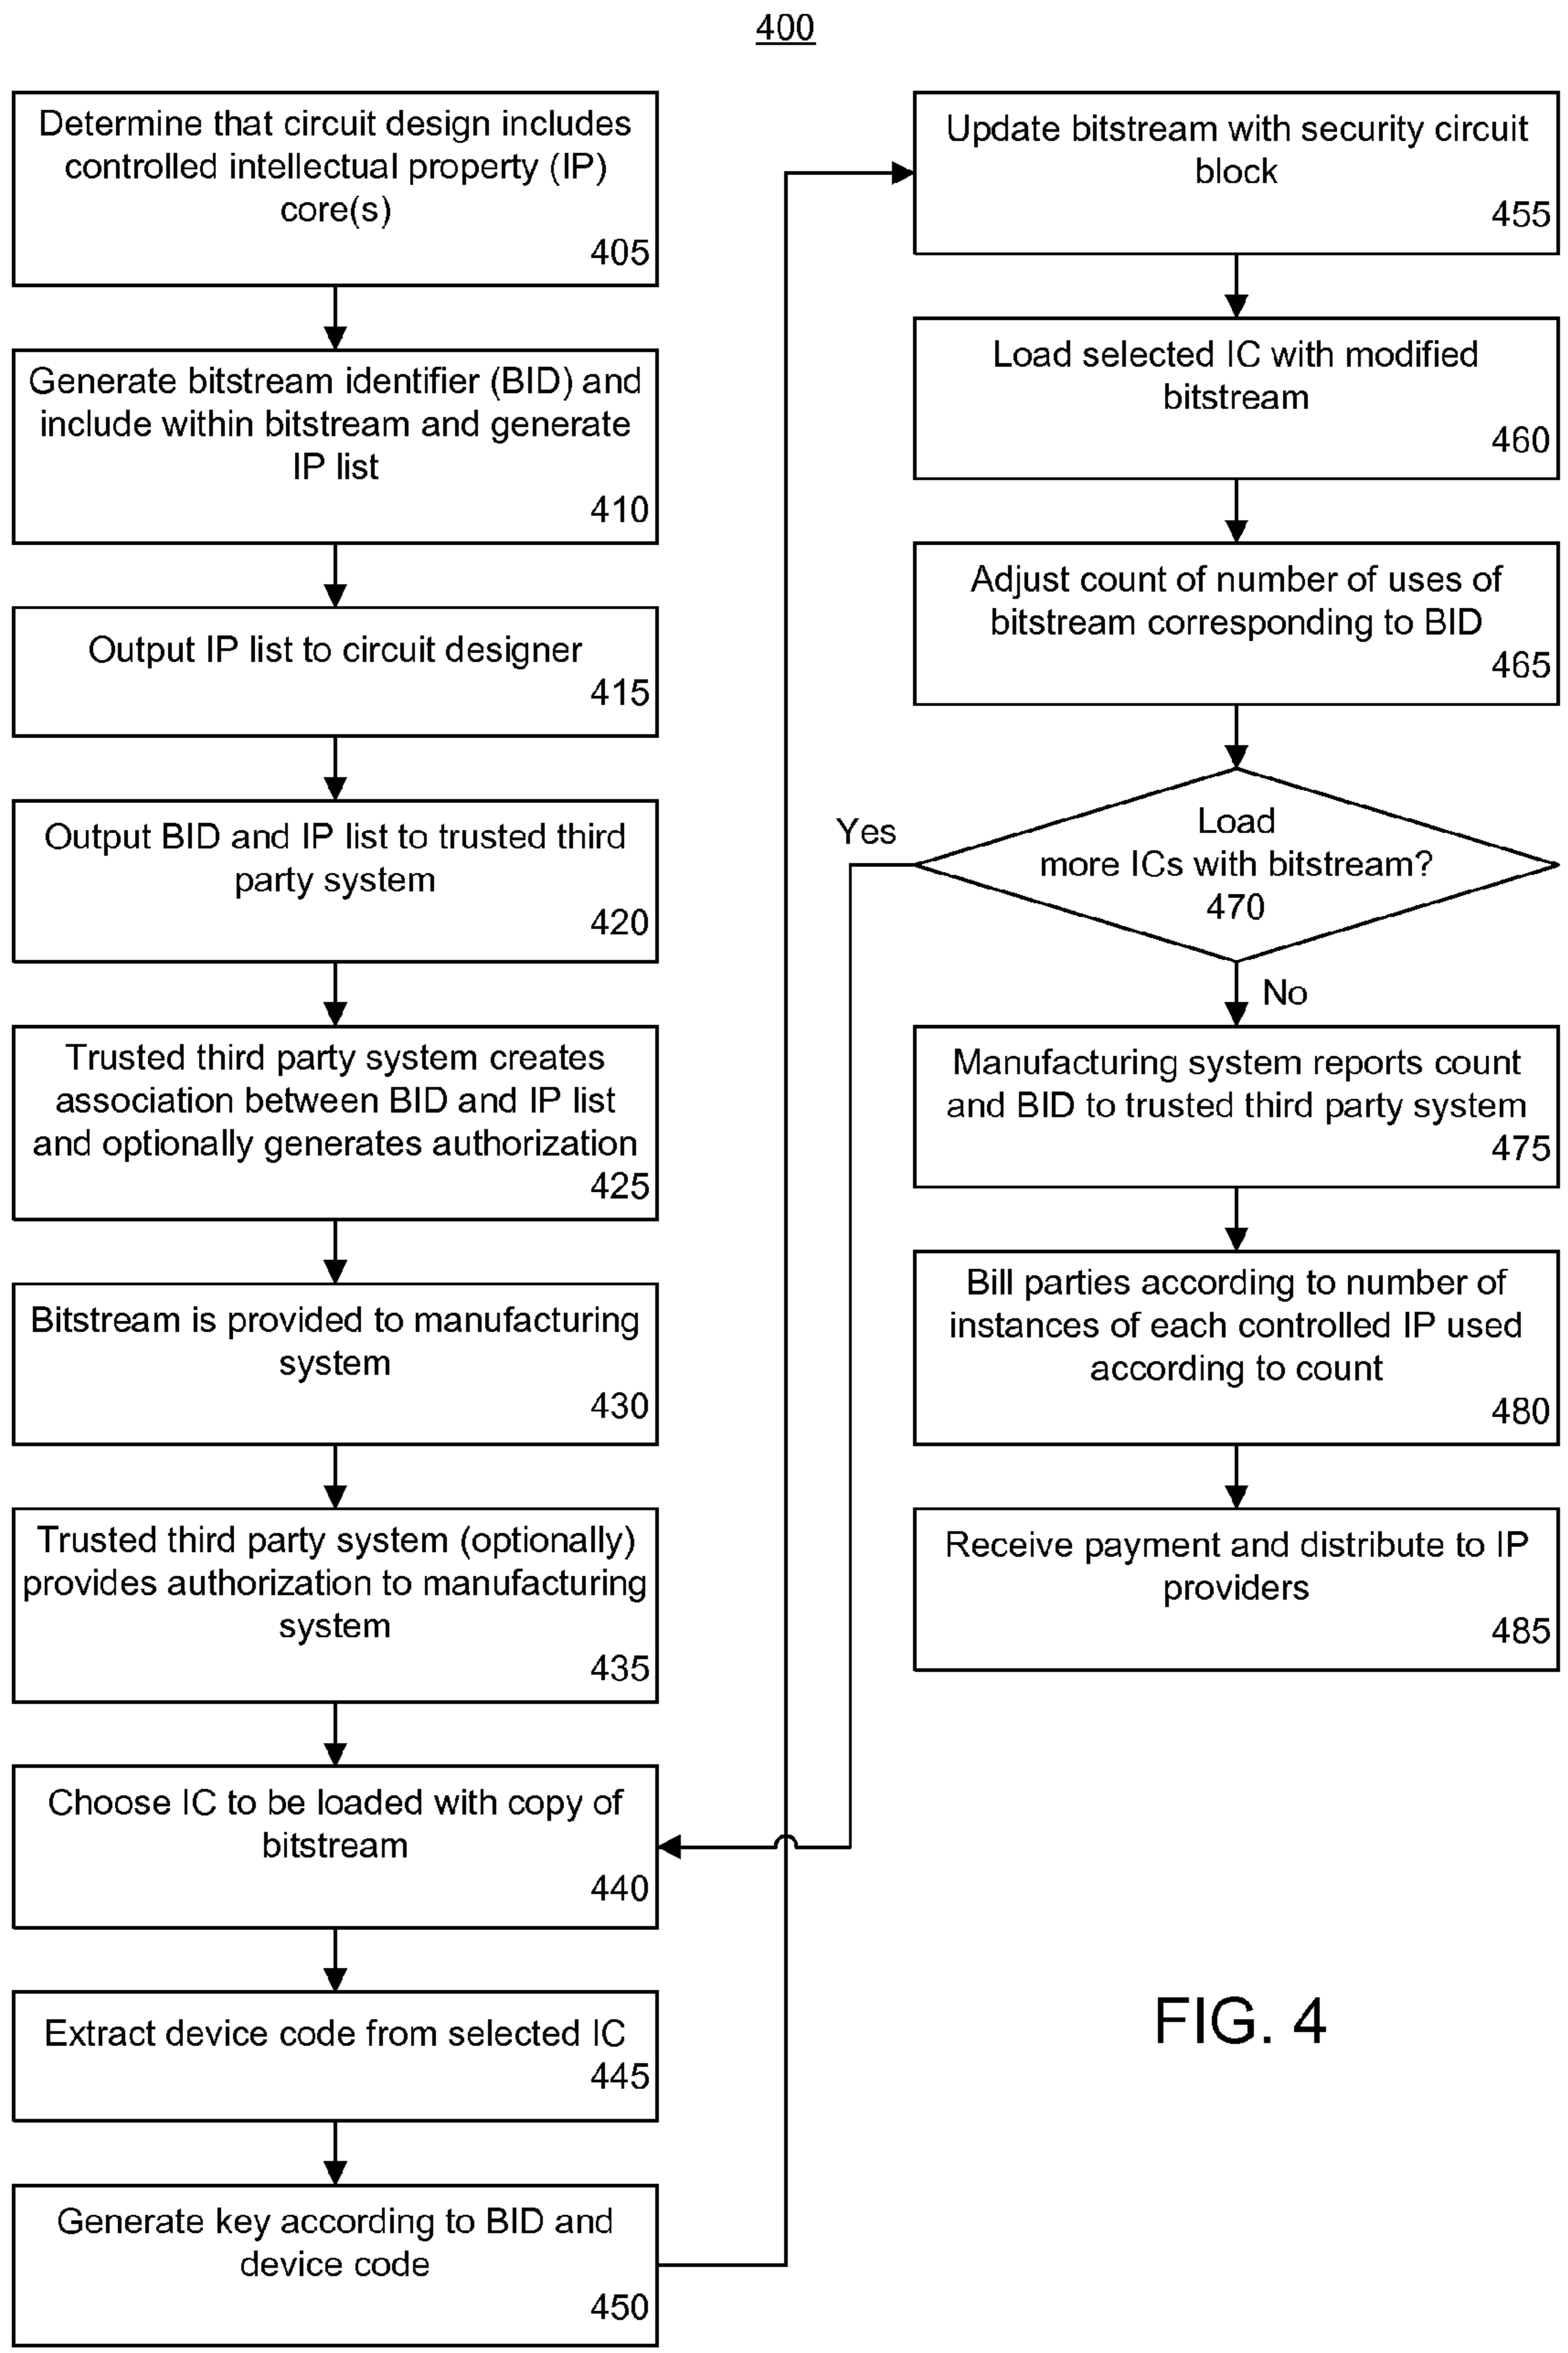 400
Determine that circuit design includes
controlled intellectual property (IP)
core(s)
405
Generate bitstream identifier (BID) and
include within bitstream and generate
IP list
410
Output IP list to circuit designer
415
Output BID and IP list to trusted third
party system
420
Trusted third party system creates
association between BID and IP list
and optionally generates authorization
425
Bitstream is provided to manufacturing
system
430
Trusted third party system (optionally)
provides authorization to manufacturing
system
435
Choose IC to be loaded with copy of
bitstream
440
Extract device code from selected IC
445
Generate key according to BID and
device code
450
Update bitstream with security circuit
block
455
Load selected IC with modified
bitstream
460
Adjust count of number of uses of
bitstream corresponding to BID
465
Load
more ICs with bitstream?
470
Yes
No
Manufacturing system reports count
and BID to trusted third party system
475
Bill parties according to number of
instances of each controlled IP used
according to count
480
Receive payment and distribute to IP
providers
485
FIG. 4